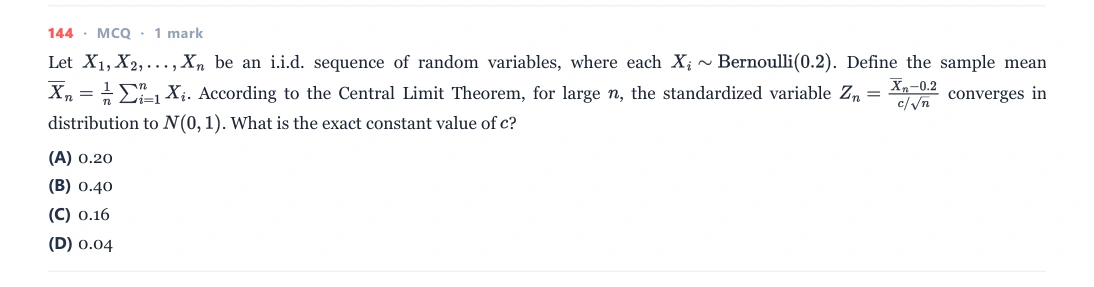 144 · MCQ · 1 mark
Let X₁, X₂, …, Xₙ be an i.i.d. sequence of random variables, where each Xᵢ ∼ Bernoulli(0.2). Define the sample mean
X̅ₙ = 1/n ∑ⁿᵢ₌₁ Xᵢ. According to the Central Limit Theorem, for large n, the standardized variable Zₙ = (X̅ₙ−0.2)/(c/√n) converges in
distribution to N(0, 1). What is the exact constant value of c?
(A) 0.20
(B) 0.40
(C) 0.16
(D) 0.04